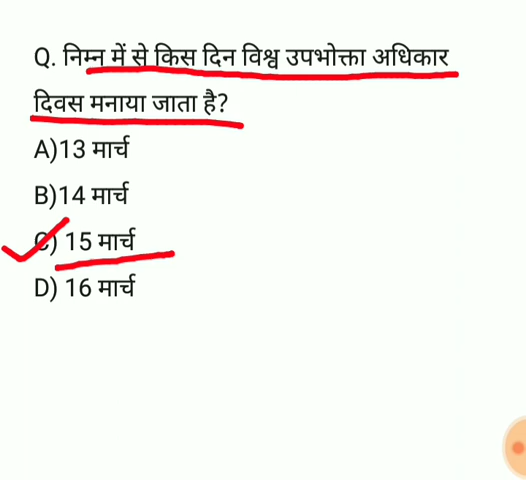 Q. निम्न में से किस दिन विश्व उपभोक्ता अधिकार
दिवस मनाया जाता है?
A)13 मार्च
B)14 मार्च
C) 15 मार्च
D) 16 मार्च